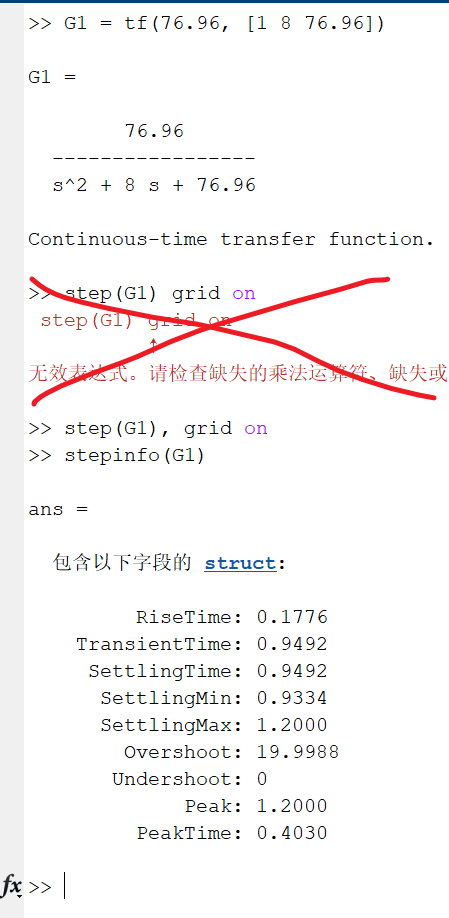 >> G1 = tf(76.96, [1 8 76.96])
G1 =
76.96
-----------------
s^2 + 8 s + 76.96
Continuous-time transfer function.
>> step(G1) grid on
step(G1) grid on
↑
无效表达式。请检查缺失的乘法运算符、缺失或
>> step(G1), grid on
>> stepinfo(G1)
ans =
包含以下字段的 struct:
RiseTime: 0.1776
TransientTime: 0.9492
SettlingTime: 0.9492
SettlingMin: 0.9334
SettlingMax: 1.2000
Overshoot: 19.9988
Undershoot: 0
Peak: 1.2000
PeakTime: 0.4030
fx >>